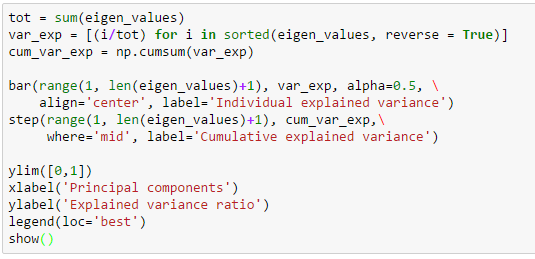 tot = sum(eigen_values)
var_exp = [(i/tot) for i in sorted(eigen_values, reverse = True)]
cum_var_exp = np.cumsum(var_exp)

bar(range(1, len(eigen_values)+1), var_exp, alpha=0.5, \
    align='center', label='Individual explained variance')
step(range(1, len(eigen_values)+1), cum_var_exp,\
     where='mid', label='Cumulative explained variance')

ylim([0,1])
xlabel('Principal components')
ylabel('Explained variance ratio')
legend(loc='best')
show()